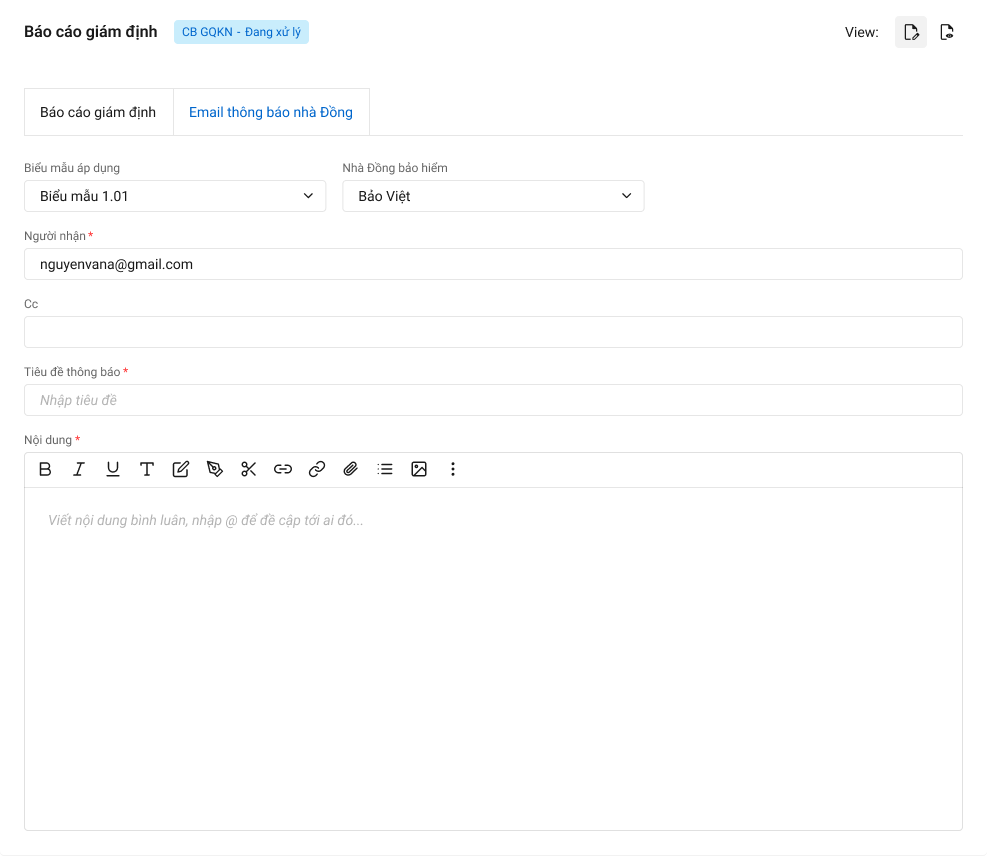 Báo cáo giám định
CB GQKN - Đang xử lý
View:
Báo cáo giám định
Email thông báo nhà Đồng
Biểu mẫu áp dụng
Nhà Đồng bảo hiểm
Biểu mẫu 1.01
Bảo Việt
Người nhận *
nguyenvana@gmail.com
Cc
Tiêu đề thông báo *
Nhập tiêu đề
Nội dung *
Viết nội dung bình luân, nhập @ để đề cập tới ai đó...